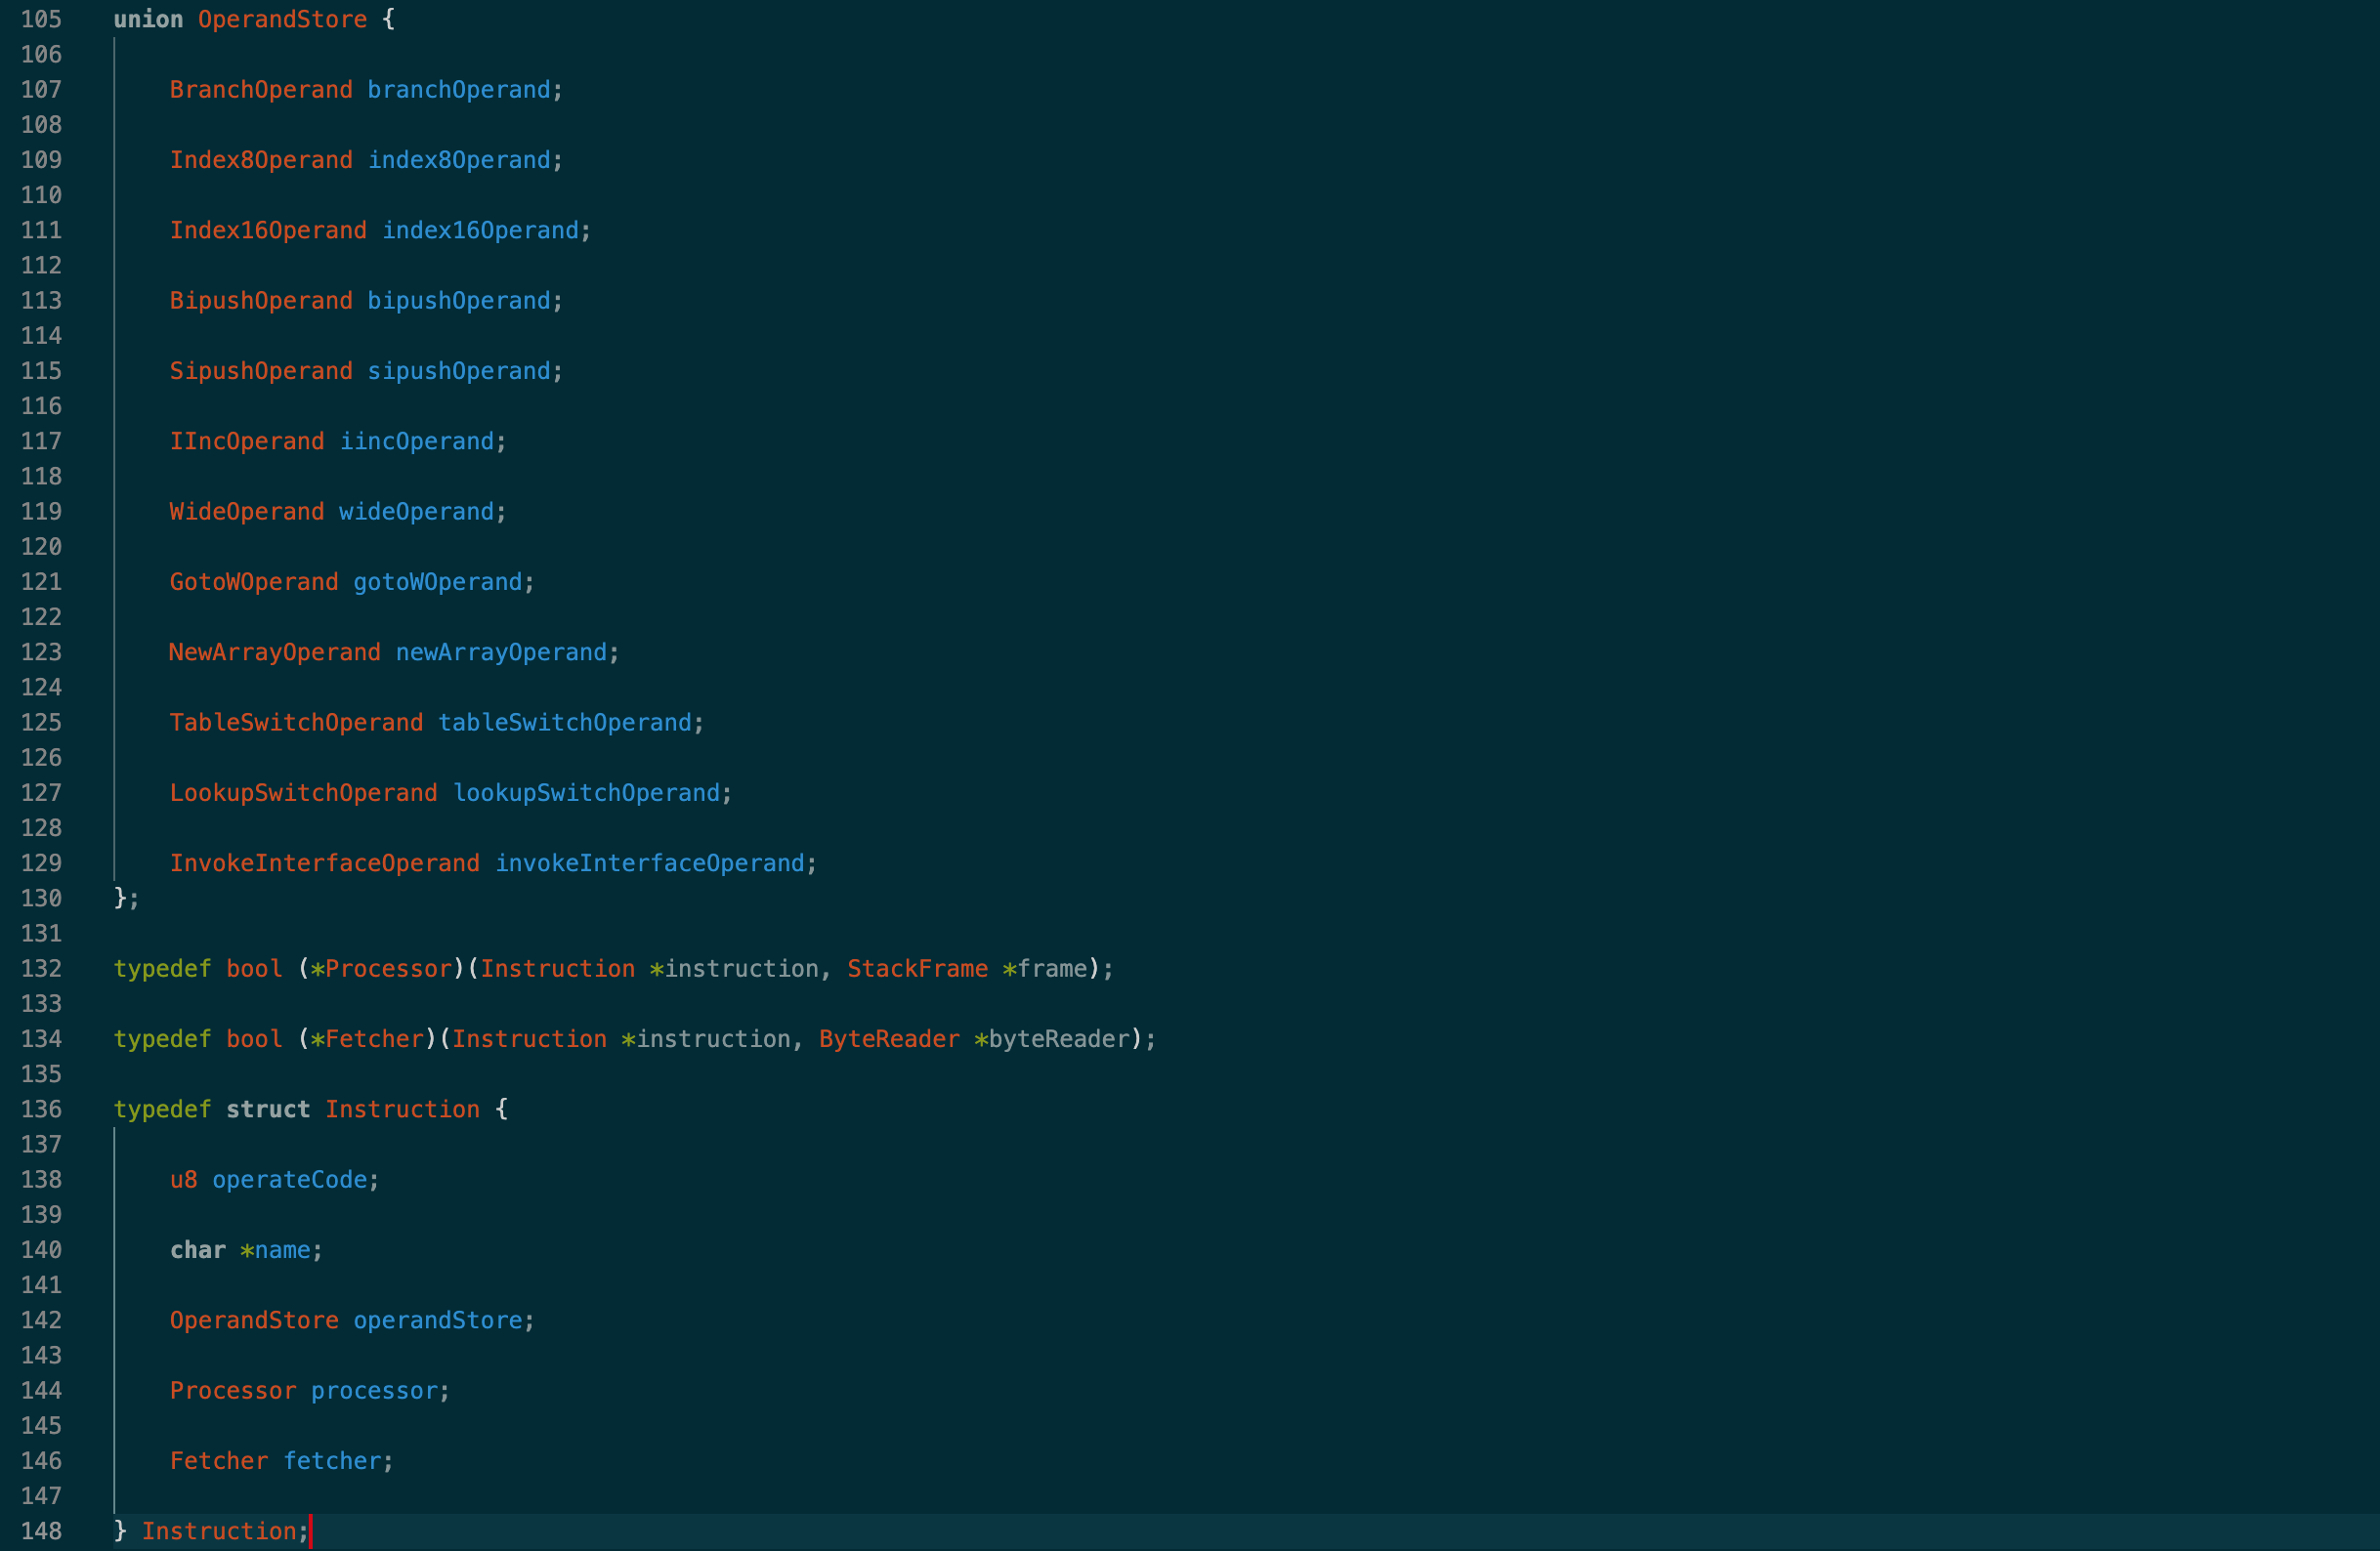 105 union OperandStore {
106
107 BranchOperand branchOperand;
108
109 Index8Operand index8Operand;
110
111 Index16Operand index16Operand;
112
113 BipushOperand bipushOperand;
114
115 SipushOperand sipushOperand;
116
117 IIncOperand iincOperand;
118
119 WideOperand wideOperand;
120
121 GotoWOperand gotoWOperand;
122
123 NewArrayOperand newArrayOperand;
124
125 TableSwitchOperand tableSwitchOperand;
126
127 LookupSwitchOperand lookupSwitchOperand;
128
129 InvokeInterfaceOperand invokeInterfaceOperand;
130 };
131
132 typedef bool (*Processor)(Instruction *instruction, StackFrame *frame);
133
134 typedef bool (*Fetcher)(Instruction *instruction, ByteReader *byteReader);
135
136 typedef struct Instruction {
137
138 u8 operateCode;
139
140 char *name;
141
142 OperandStore operandStore;
143
144 Processor processor;
145
146 Fetcher fetcher;
147
148 } Instruction;